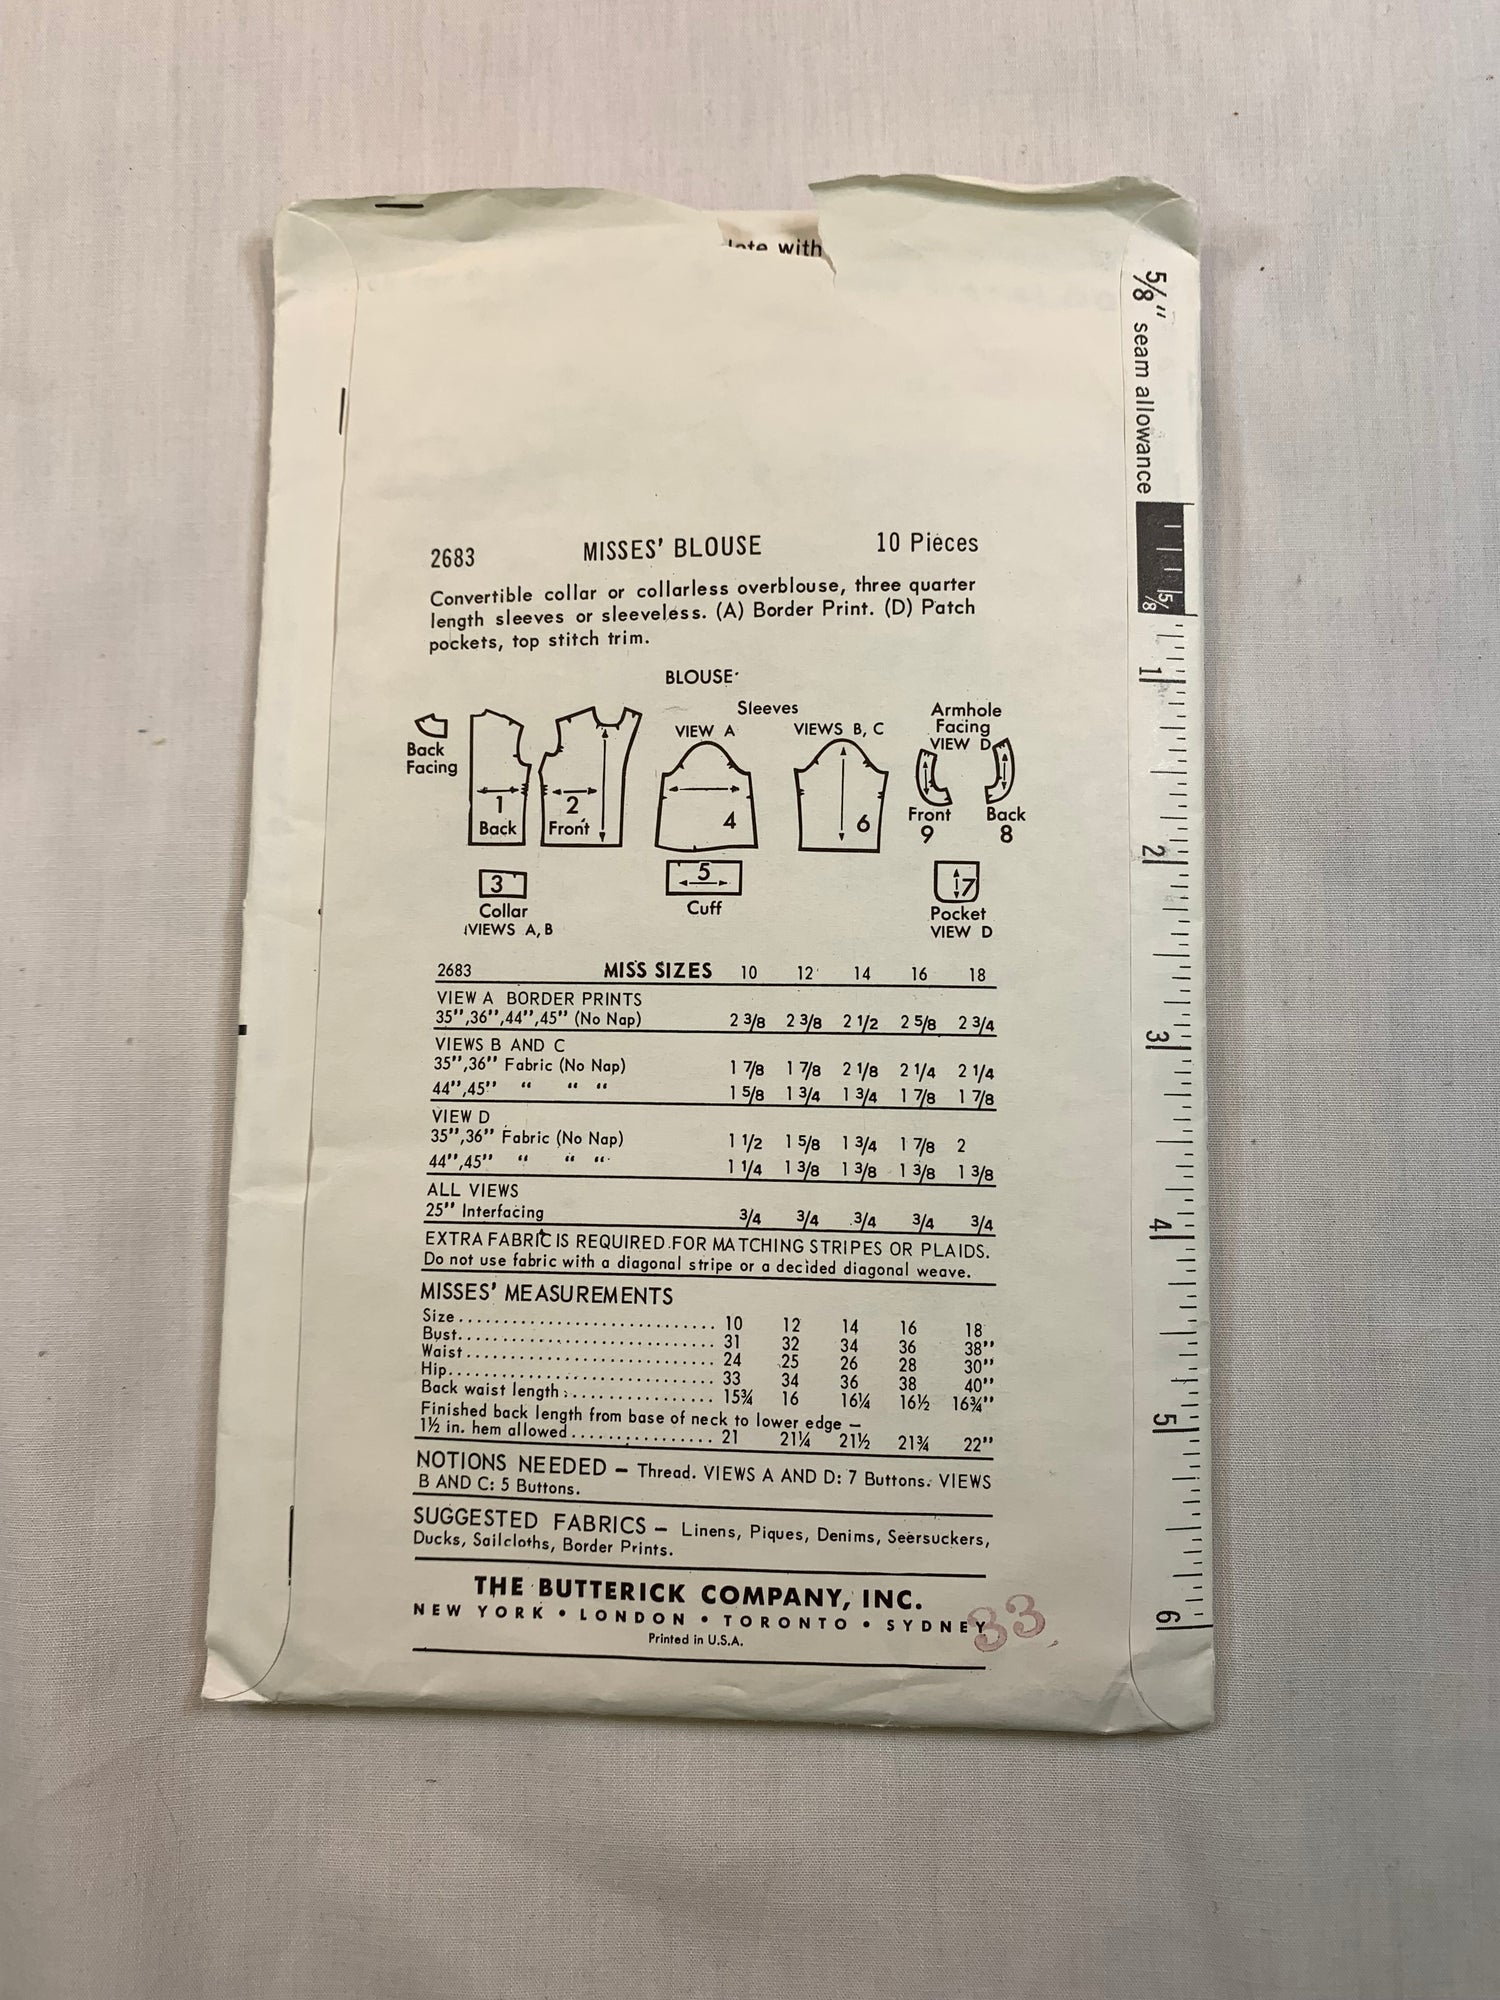 with
5/8" seam allowance
5/8
1
2
3
4
5
6
2683 MISSES' BLOUSE 10 Pieces
Convertible collar or collarless overblouse, three quarter
length sleeves or sleeveless. (A) Border Print. (D) Patch
pockets, top stitch trim.
BLOUSE
Sleeves
VIEW A VIEWS B, C
Armhole
Facing
VIEW D
Back
Facing
1
Back
2
Front
4
6
Front
9
Back
8
3
Collar
VIEWS A, B
5
Cuff
7
Pocket
VIEW D
2683 MISS SIZES 10 12 14 16 18
VIEW A BORDER PRINTS
35",36",44",45" (No Nap) 2 3/8 2 3/8 2 1/2 2 5/8 2 3/4
VIEWS B AND C
35",36" Fabric (No Nap) 1 7/8 1 7/8 2 1/8 2 1/4 2 1/4
44",45" " " " 1 5/8 1 3/4 1 3/4 1 7/8 1 7/8
VIEW D
35",36" Fabric (No Nap) 1 1/2 1 5/8 1 3/4 1 7/8 2
44",45" " " " 1 1/4 1 3/8 1 3/8 1 3/8 1 3/8
ALL VIEWS
25" Interfacing 3/4 3/4 3/4 3/4 3/4
EXTRA FABRIC IS REQUIRED FOR MATCHING STRIPES OR PLAIDS.
Do not use fabric with a diagonal stripe or a decided diagonal weave.
MISSES' MEASUREMENTS
Size ........ 10 12 14 16 18
Bust ........ 31 32 34 36 38"
Waist ........ 24 25 26 28 30"
Hip ........ 33 34 36 38 40"
Back waist length ........ 15¾ 16 16¼ 16½ 16¾"
Finished back length from base of neck to lower edge —
1½ in. hem allowed ........ 21 21¼ 21½ 21¾ 22"
NOTIONS NEEDED — Thread. VIEWS A AND D: 7 Buttons. VIEWS
B AND C: 5 Buttons.
SUGGESTED FABRICS — Linens, Piques, Denims, Seersuckers,
Ducks, Sailcloths, Border Prints.
THE BUTTERICK COMPANY, INC.
NEW YORK • LONDON • TORONTO • SYDNEY
33
Printed in U.S.A.